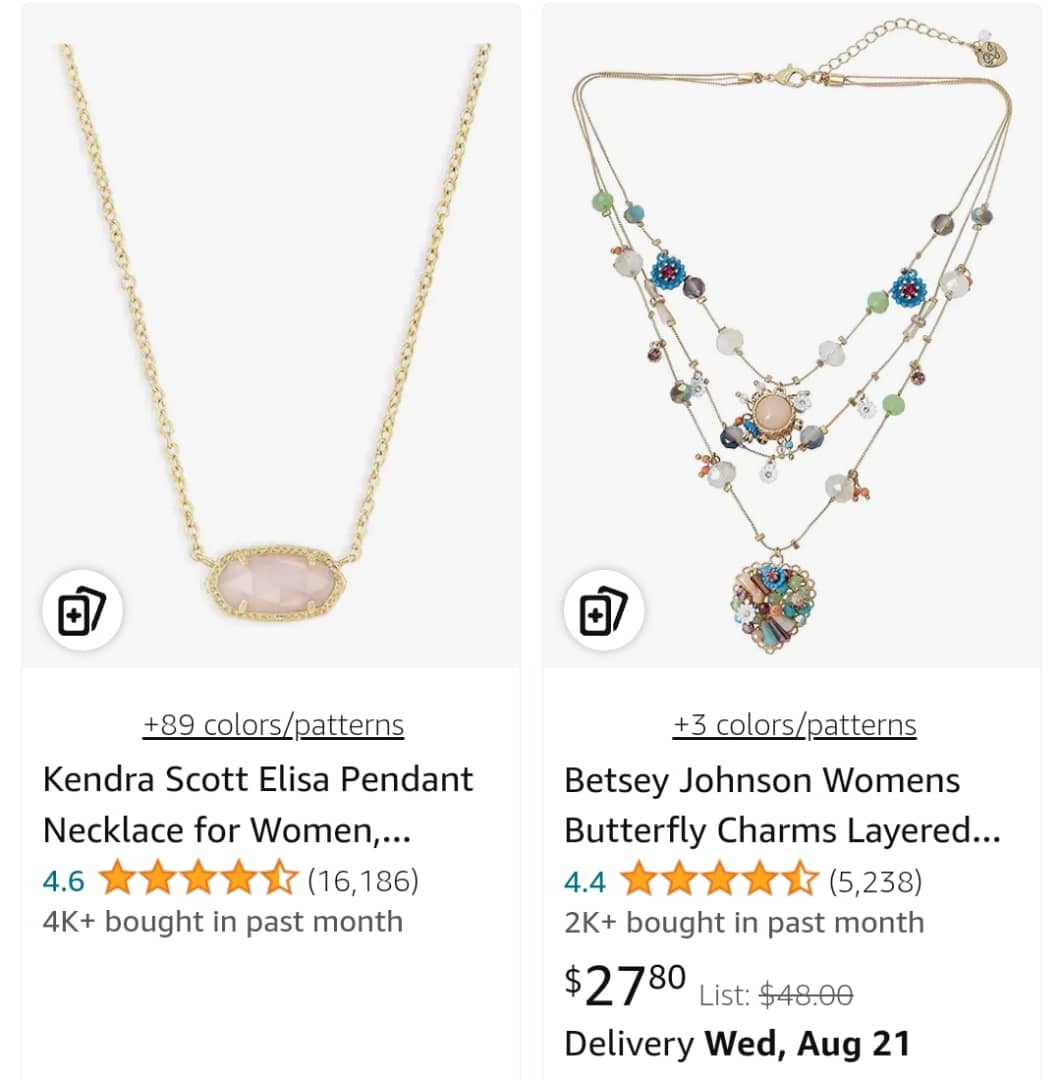 +89 colors/patterns
Kendra Scott Elisa Pendant
Necklace for Women,...
4.6 (16,186)
4K+ bought in past month
+3 colors/patterns
Betsey Johnson Womens
Butterfly Charms Layered...
4.4 (5,238)
2K+ bought in past month
$2780 List: $48.00
Delivery Wed, Aug 21